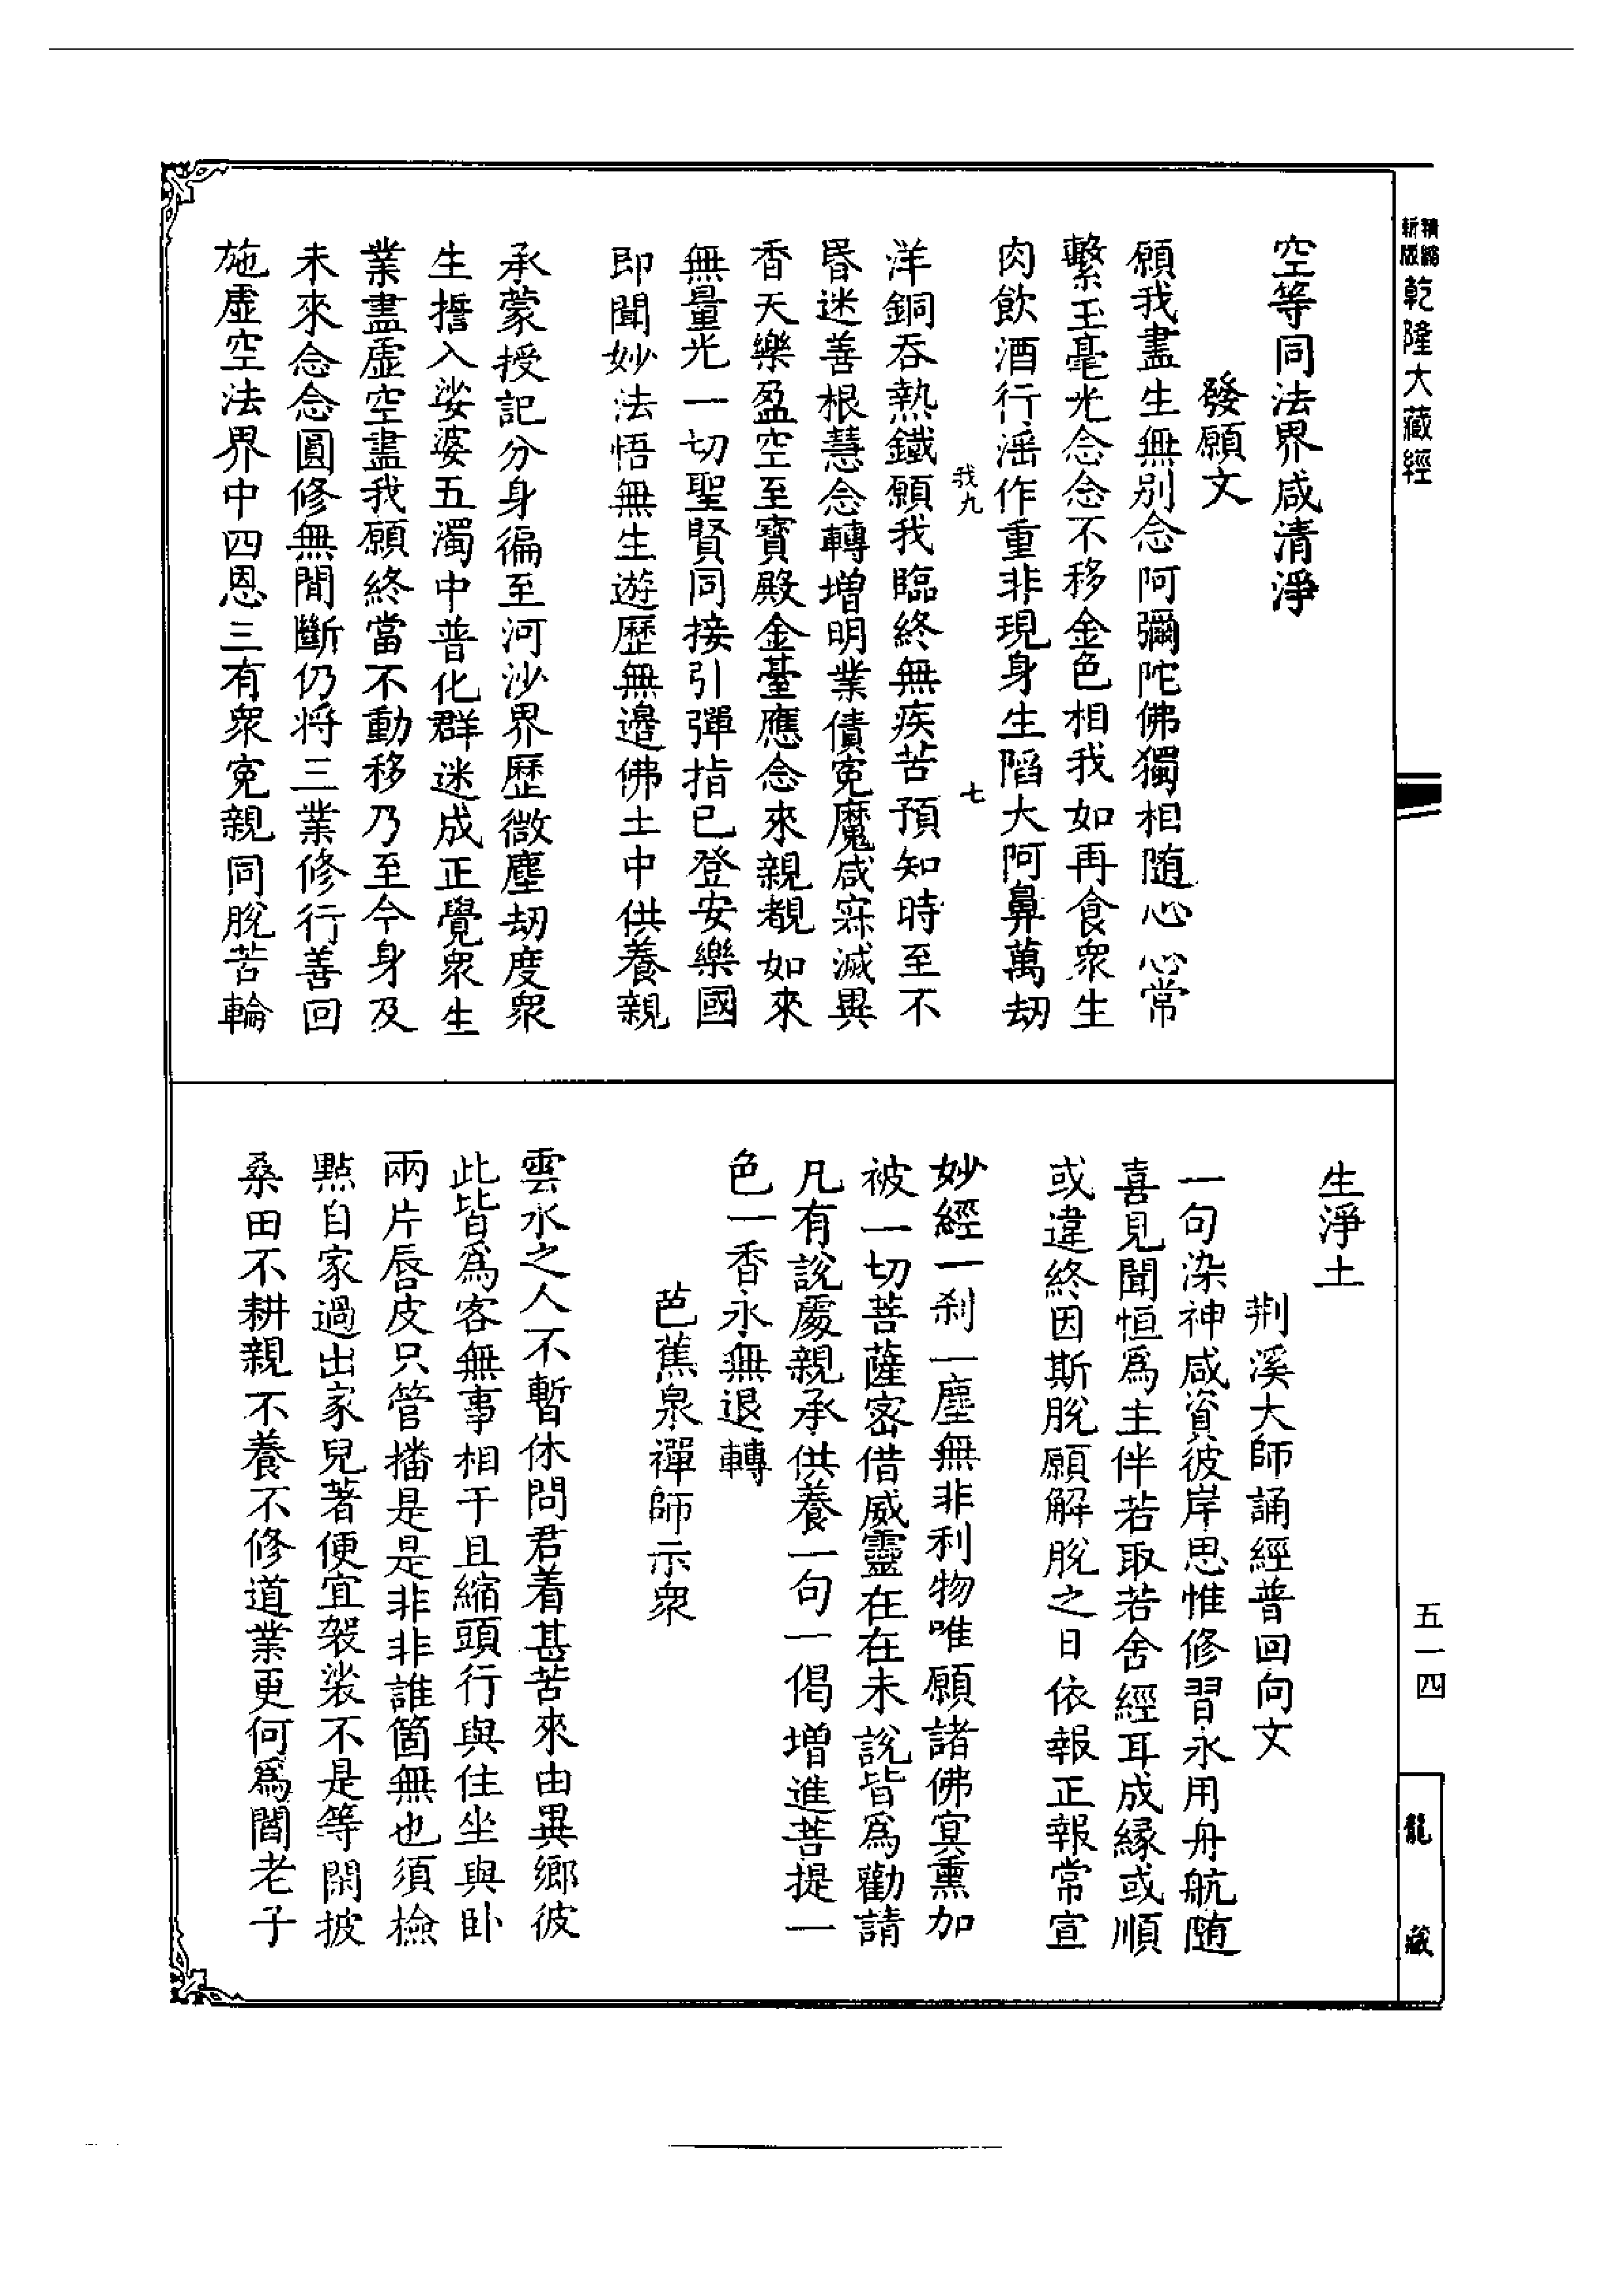 精縮新版乾隆大藏經
空等同法界咸清淨
發願文
願我盡生無別念阿彌陀佛獨相随心心常
繫玉毫光念念不移金色相我如再食衆生
肉飲酒行滛作重非現身生䧟大阿鼻萬刼
我九
七
洋銅吞熱鐵願我臨終無疾苦預知時至不
昬迷善根慧念轉增明業債寃魔咸寐滅異
香天樂盈空至寶殿金臺應念來親覩如來
無量光一切聖賢同接引彈指已登安樂國
即聞妙法悟無生遊歷無邉佛土中供養親
承蒙授記分身徧至河沙界歷微塵刼度衆
生誓入娑婆五濁中普化群迷成正覺衆生
業盡虛空盡我願終當不動移乃至今身及
未來念念圓修無間斷仍将三業修行善回
施虛空法界中四恩三有衆寃親同脫苦輪
生淨土
荆溪大師誦經普回向文
一句染神咸資彼岸思惟修習永用舟航随
喜見聞恒爲主伴若取若舍經耳成縁或順
或違終因斯脫願解脫之日依報正報常宣
妙經一刹一塵無非利物唯願諸佛冥熏加
被一切菩薩密借威靈在在未說皆爲勸請
凡有說處親承供養一句一偈增進菩提一
色一香永無退轉
芭蕉泉禪師示衆
雲水之人不暫休問君着甚苦來由異鄉彼
此皆爲客無事相干且縮頭行與住坐與卧
兩片唇皮只管播是是非非誰箇無也須檢
點自家過出家兒著便宜袈裟不是等閑披
桑田不耕親不養不修道業更何爲閻老子
五一四
龍藏